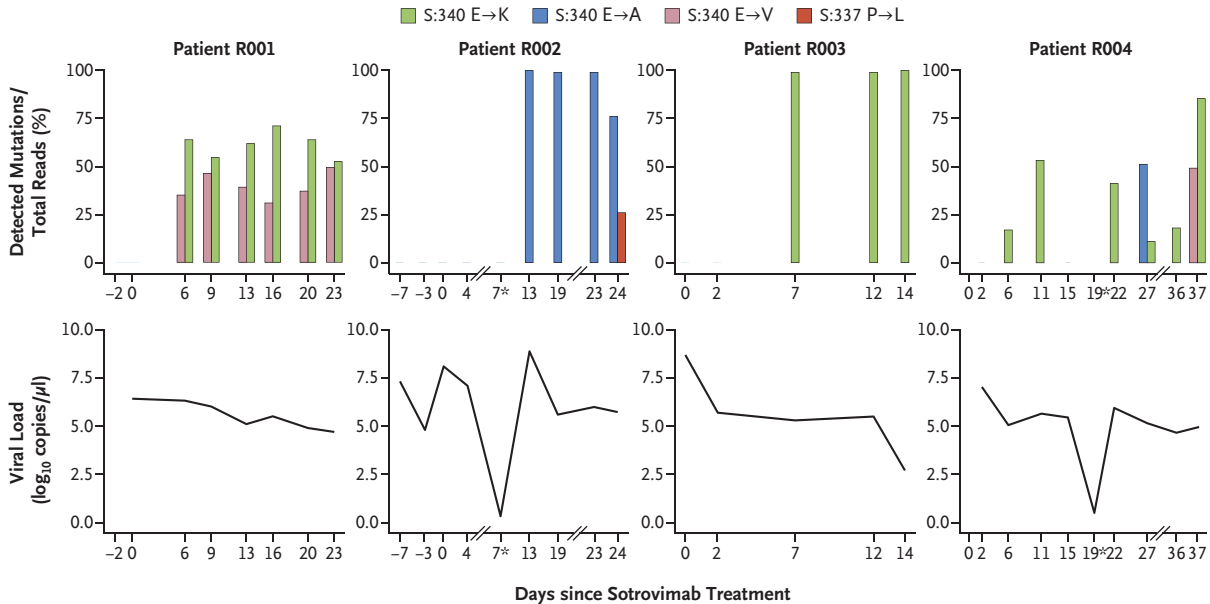 S:340 E→K S:340 E→A S:340 E→V S:337 P→L
Patient R001 Patient R002 Patient R003 Patient R004
Detected Mutations/
Total Reads (%)
100 100 100 100
75 75 75 75
50 50 50 50
25 25 25 25
0 0 0 0
−2 0 6 9 13 16 20 23 −7 −3 0 4 7* 13 19 23 24 0 2 7 12 14 0 2 6 11 15 19* 22 27 36 37
Viral Load
(log10 copies/µl)
10.0 10.0 10.0 10.0
7.5 7.5 7.5 7.5
5.0 5.0 5.0 5.0
2.5 2.5 2.5 2.5
0.0 0.0 0.0 0.0
−2 0 6 9 13 16 20 23 −7 −3 0 4 7* 13 19 23 24 0 2 7 12 14 0 2 6 11 15 19* 22 27 36 37
Days since Sotrovimab Treatment